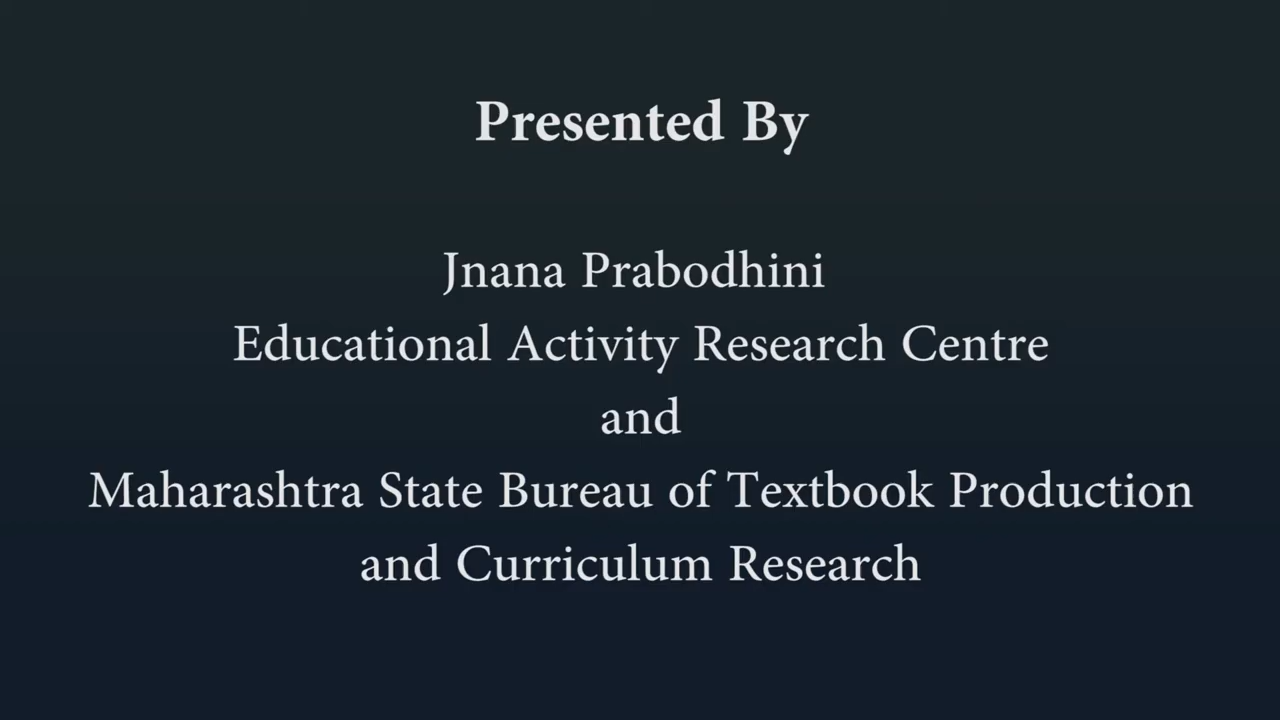 Presented By
Jnana Prabodhini
Educational Activity Research Centre
and
Maharashtra State Bureau of Textbook Production
and Curriculum Research